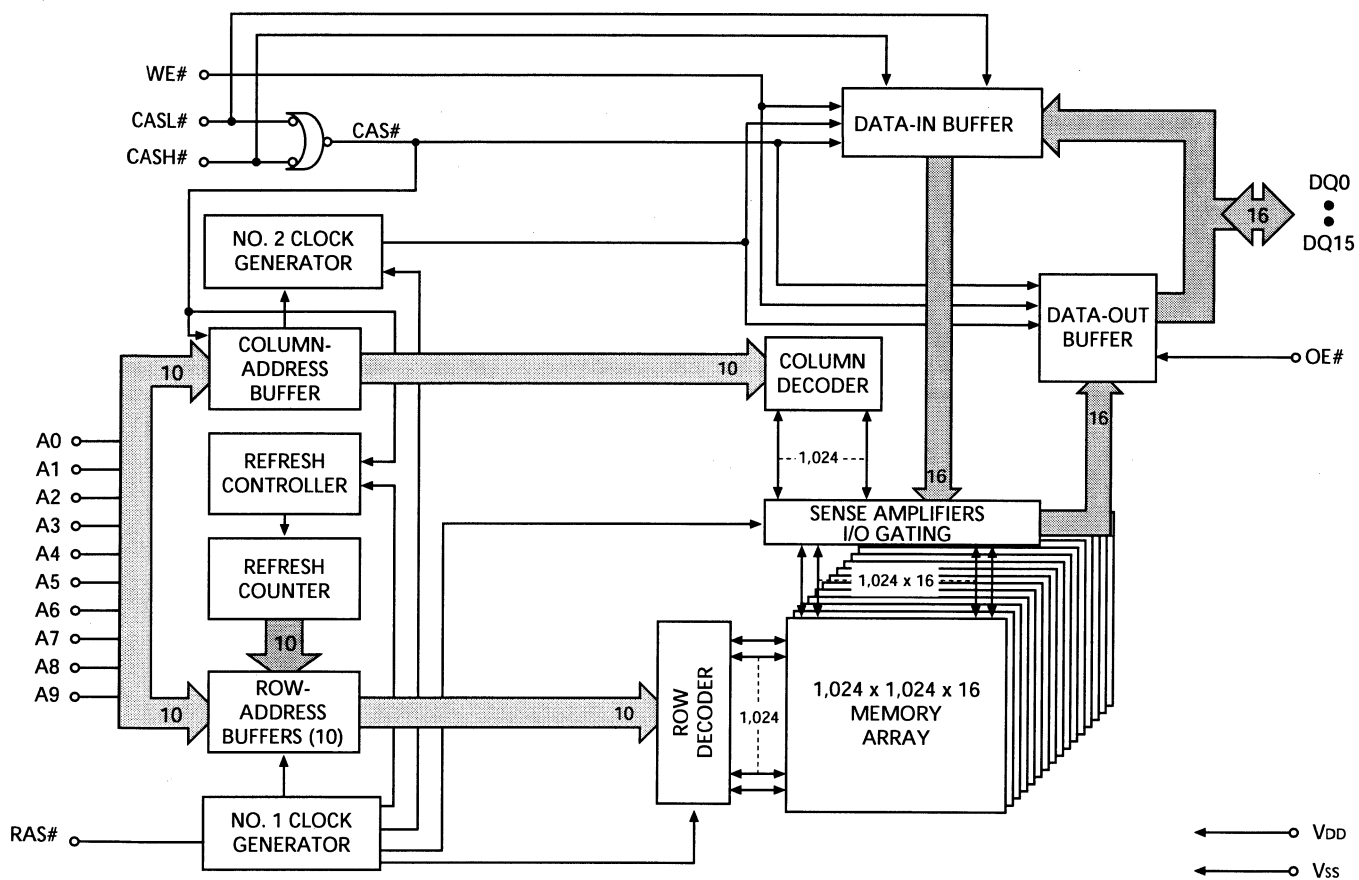 WE#
CASL#
CASH#
CAS#
DATA-IN BUFFER
DQ0
16
DQ15
NO. 2 CLOCK
GENERATOR
DATA-OUT
BUFFER
OE#
COLUMN-
ADDRESS
BUFFER
10
10
COLUMN
DECODER
16
1,024
16
A0
A1
A2
A3
A4
A5
A6
A7
A8
A9
REFRESH
CONTROLLER
SENSE AMPLIFIERS
I/O GATING
REFRESH
COUNTER
1,024 x 16
10
10
ROW-
ADDRESS
BUFFERS (10)
10
ROW
DECODER
1,024
1,024 x 1,024 x 16
MEMORY
ARRAY
RAS#
NO. 1 CLOCK
GENERATOR
VDD
VSS